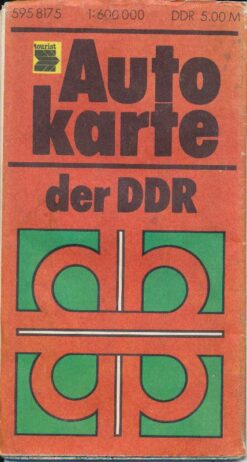 595 8175 1:600 000 DDR 5.00 M
tourist
Auto
karte
der DDR